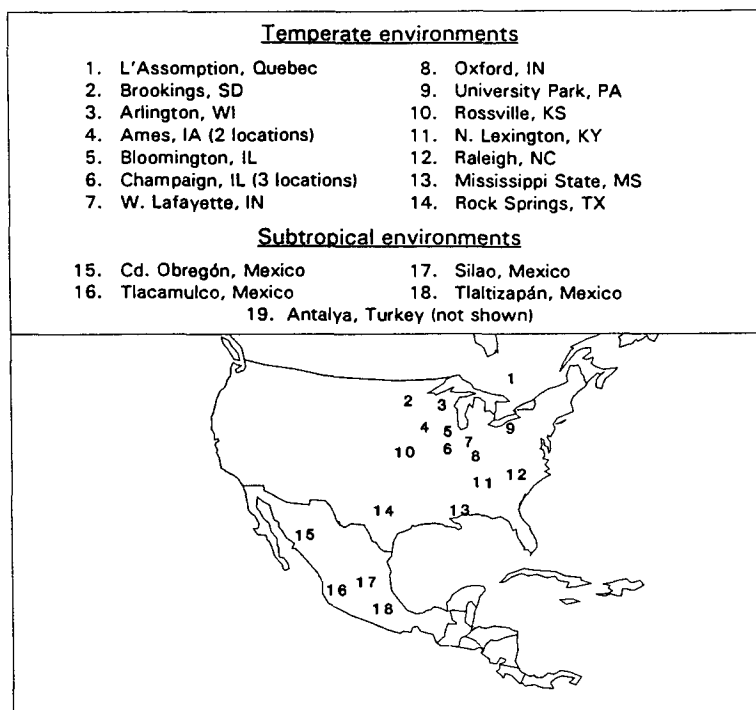 Temperate environments
1. L'Assomption, Quebec
2. Brookings, SD
3. Arlington, WI
4. Ames, IA (2 locations)
5. Bloomington, IL
6. Champaign, IL (3 locations)
7. W. Lafayette, IN
8. Oxford, IN
9. University Park, PA
10. Rossville, KS
11. N. Lexington, KY
12. Raleigh, NC
13. Mississippi State, MS
14. Rock Springs, TX
Subtropical environments
15. Cd. Obregón, Mexico
16. Tlacamulco, Mexico
17. Silao, Mexico
18. Tlaltizapán, Mexico
19. Antalya, Turkey (not shown)
1
2
3
4
5
6
7
8
9
10
11
12
13
14
15
16
17
18